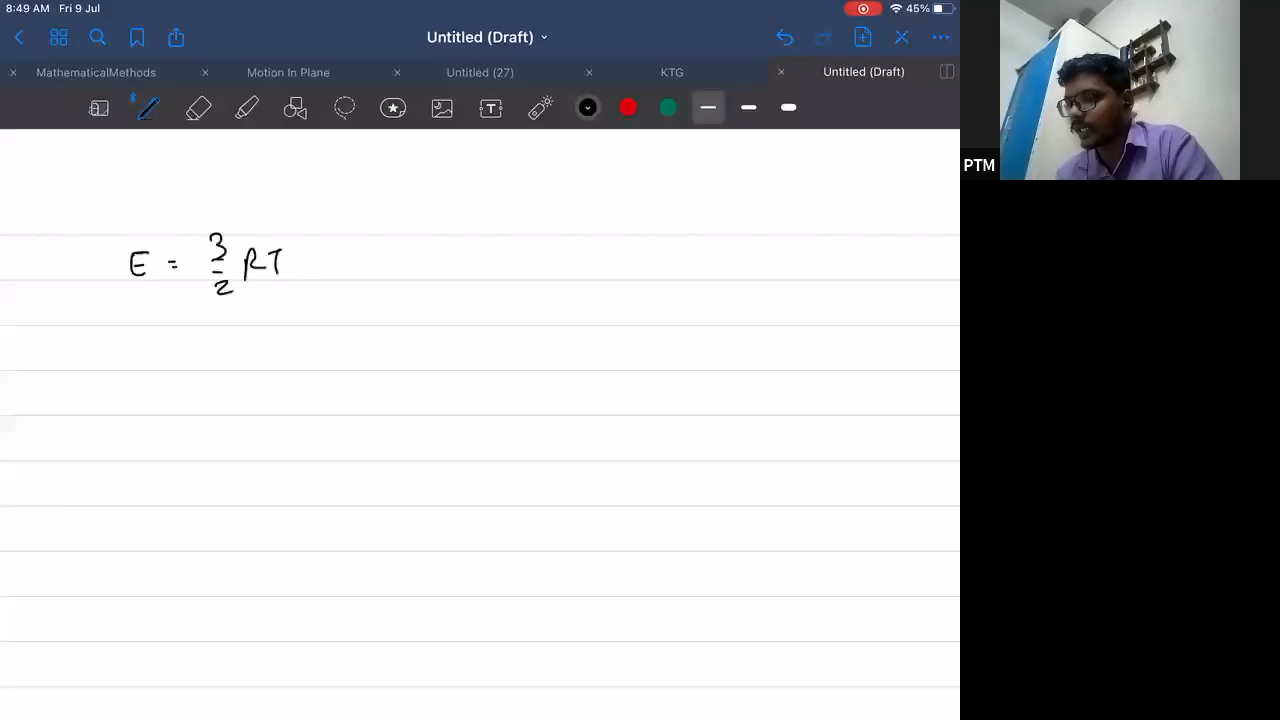 8:49 AM Fri 9 Jul
45%
Untitled (Draft)
MathematicalMethods
Motion In Plane
Untitled (27)
KTG
Untitled (Draft)
T
PTM
E = 3/2 RT